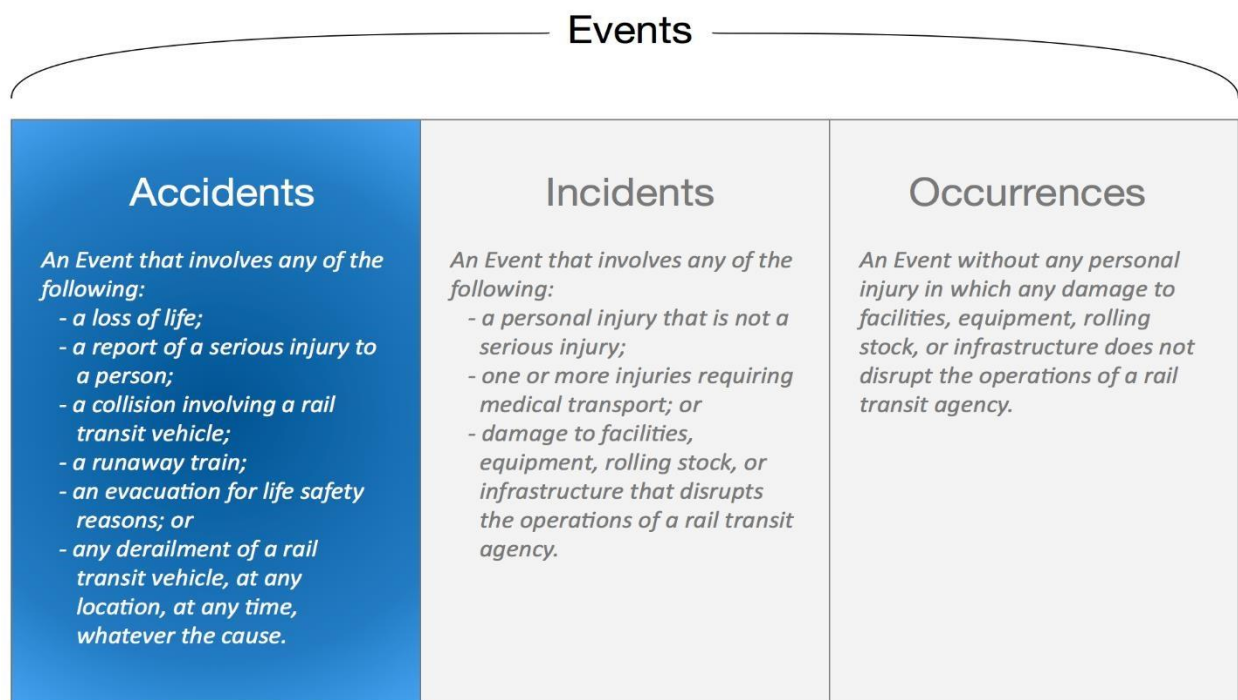 Events
Accidents
An Event that involves any of the
following:
- a loss of life;
- a report of a serious injury to
a person;
- a collision involving a rail
transit vehicle;
- a runaway train;
- an evacuation for life safety
reasons; or
- any derailment of a rail
transit vehicle, at any
location, at any time,
whatever the cause.
Incidents
An Event that involves any of the
following:
- a personal injury that is not a
serious injury;
- one or more injuries requiring
medical transport; or
- damage to facilities,
equipment, rolling stock, or
infrastructure that disrupts
the operations of a rail transit
agency.
Occurrences
An Event without any personal
injury in which any damage to
facilities, equipment, rolling
stock, or infrastructure does not
disrupt the operations of a rail
transit agency.